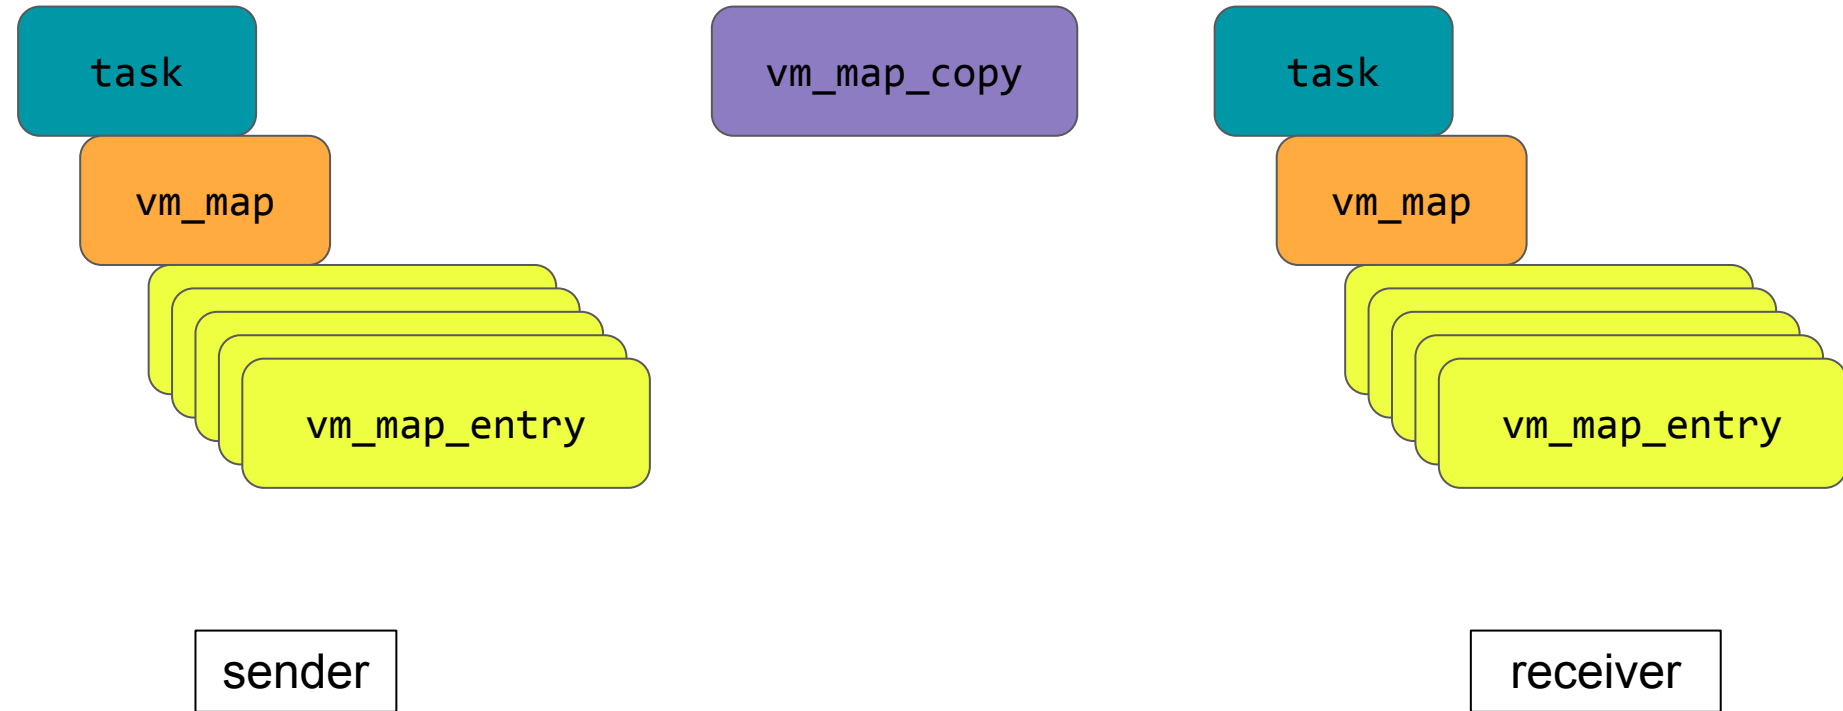 task
vm_map_copy
task
vm_map
vm_map
vm_map_entry
vm_map_entry
sender
receiver